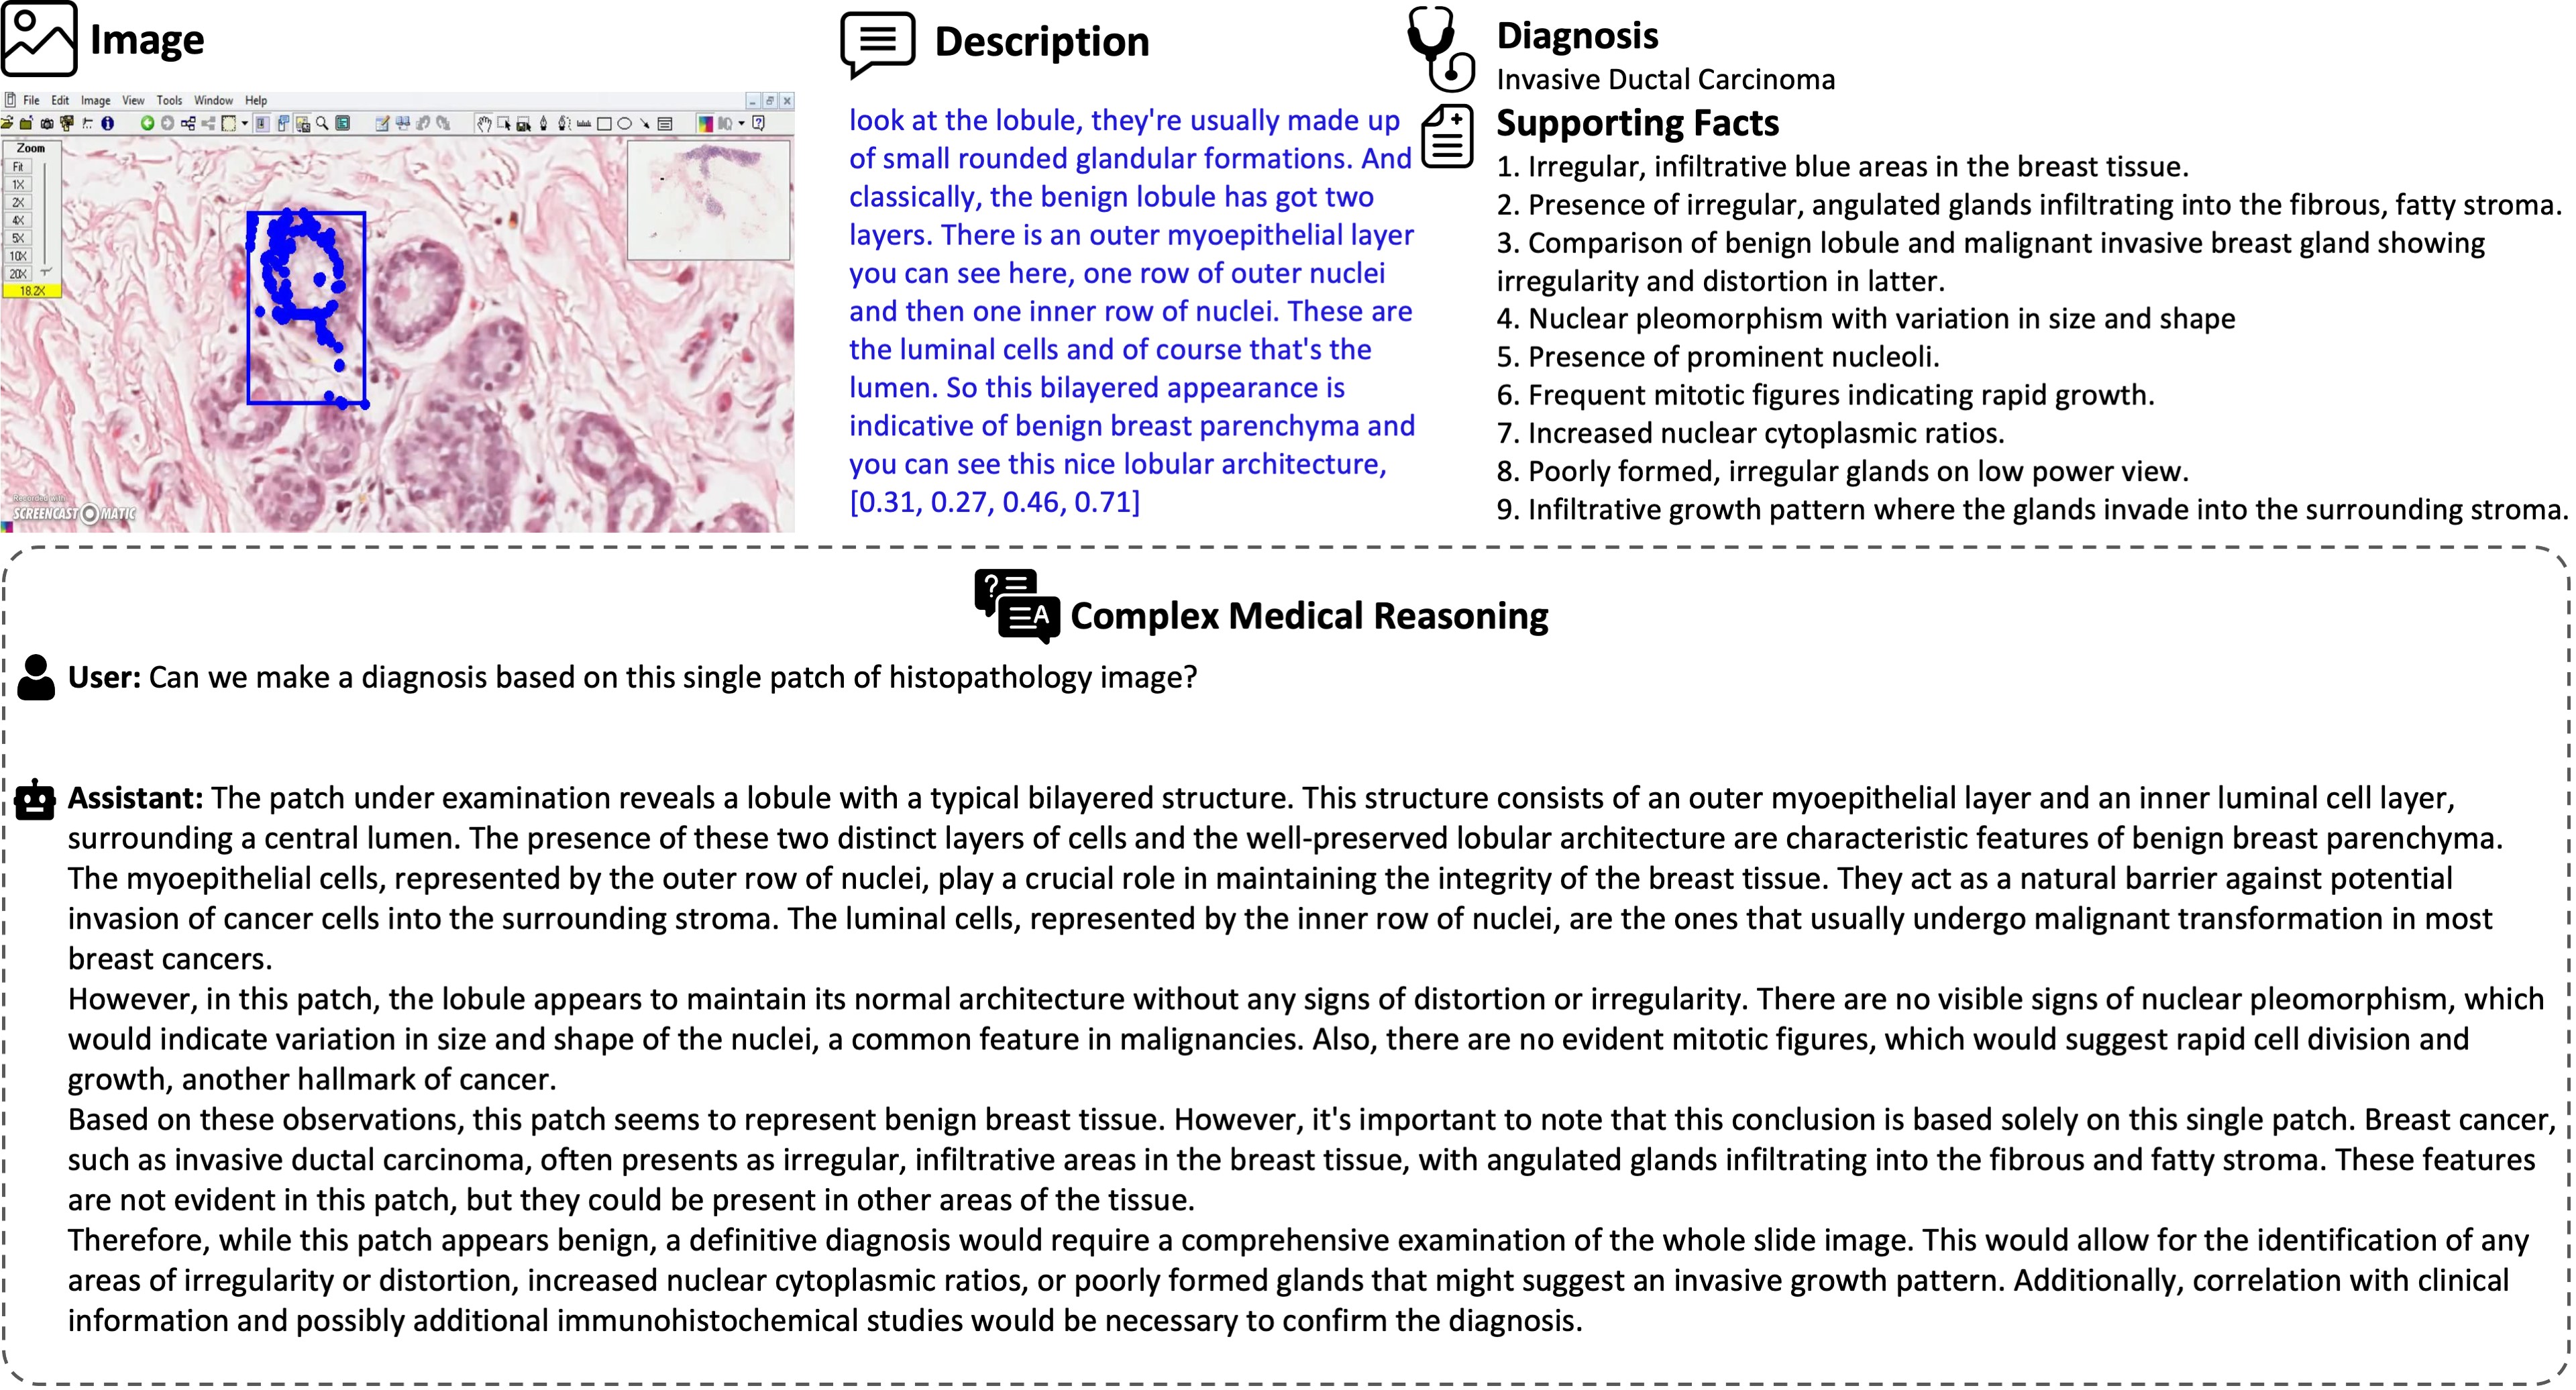 Image
File Edit Image View Tools Window Help
Zoom
Fit
1X
2X
4X
5X
10X
20X
18.2X
Recorded with
SCREENCAST O MATIC
Description
look at the lobule, they're usually made up
of small rounded glandular formations. And
classically, the benign lobule has got two
layers. There is an outer myoepithelial layer
you can see here, one row of outer nuclei
and then one inner row of nuclei. These are
the luminal cells and of course that's the
lumen. So this bilayered appearance is
indicative of benign breast parenchyma and
you can see this nice lobular architecture,
[0.31, 0.27, 0.46, 0.71]
Diagnosis
Invasive Ductal Carcinoma
Supporting Facts
1. Irregular, infiltrative blue areas in the breast tissue.
2. Presence of irregular, angulated glands infiltrating into the fibrous, fatty stroma.
3. Comparison of benign lobule and malignant invasive breast gland showing
irregularity and distortion in latter.
4. Nuclear pleomorphism with variation in size and shape
5. Presence of prominent nucleoli.
6. Frequent mitotic figures indicating rapid growth.
7. Increased nuclear cytoplasmic ratios.
8. Poorly formed, irregular glands on low power view.
9. Infiltrative growth pattern where the glands invade into the surrounding stroma.
Complex Medical Reasoning
User: Can we make a diagnosis based on this single patch of histopathology image?
Assistant: The patch under examination reveals a lobule with a typical bilayered structure. This structure consists of an outer myoepithelial layer and an inner luminal cell layer,
surrounding a central lumen. The presence of these two distinct layers of cells and the well-preserved lobular architecture are characteristic features of benign breast parenchyma.
The myoepithelial cells, represented by the outer row of nuclei, play a crucial role in maintaining the integrity of the breast tissue. They act as a natural barrier against potential
invasion of cancer cells into the surrounding stroma. The luminal cells, represented by the inner row of nuclei, are the ones that usually undergo malignant transformation in most
breast cancers.
However, in this patch, the lobule appears to maintain its normal architecture without any signs of distortion or irregularity. There are no visible signs of nuclear pleomorphism, which
would indicate variation in size and shape of the nuclei, a common feature in malignancies. Also, there are no evident mitotic figures, which would suggest rapid cell division and
growth, another hallmark of cancer.
Based on these observations, this patch seems to represent benign breast tissue. However, it's important to note that this conclusion is based solely on this single patch. Breast cancer,
such as invasive ductal carcinoma, often presents as irregular, infiltrative areas in the breast tissue, with angulated glands infiltrating into the fibrous and fatty stroma. These features
are not evident in this patch, but they could be present in other areas of the tissue.
Therefore, while this patch appears benign, a definitive diagnosis would require a comprehensive examination of the whole slide image. This would allow for the identification of any
areas of irregularity or distortion, increased nuclear cytoplasmic ratios, or poorly formed glands that might suggest an invasive growth pattern. Additionally, correlation with clinical
information and possibly additional immunohistochemical studies would be necessary to confirm the diagnosis.